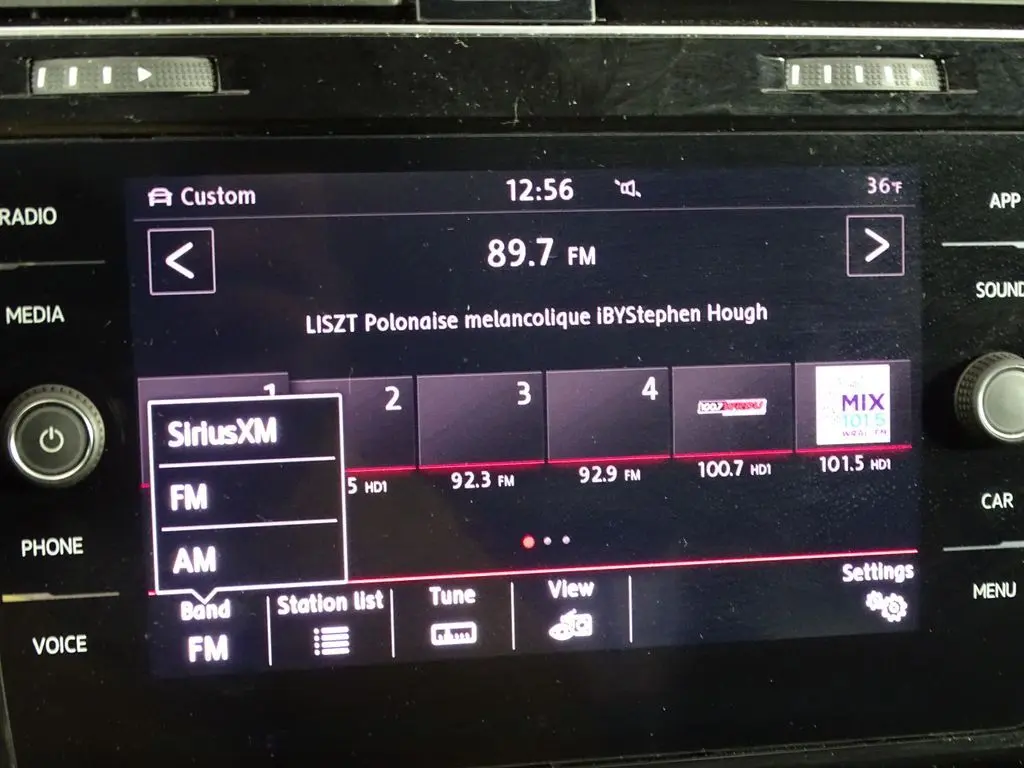 Custom
12:56
36°F
RADIO
APP
89.7 FM
<
>
SOUND
MEDIA
LISZT Polonaise melancolique iBYStephen Hough
1
2
3
4
MIX
101.5
WRAL-FM
SiriusXM
FM
AM
5 HD1
92.3 FM
92.9 FM
100.7 HD1
101.5 HD1
CAR
PHONE
Band
FM
Station list
Tune
View
Settings
MENU
VOICE